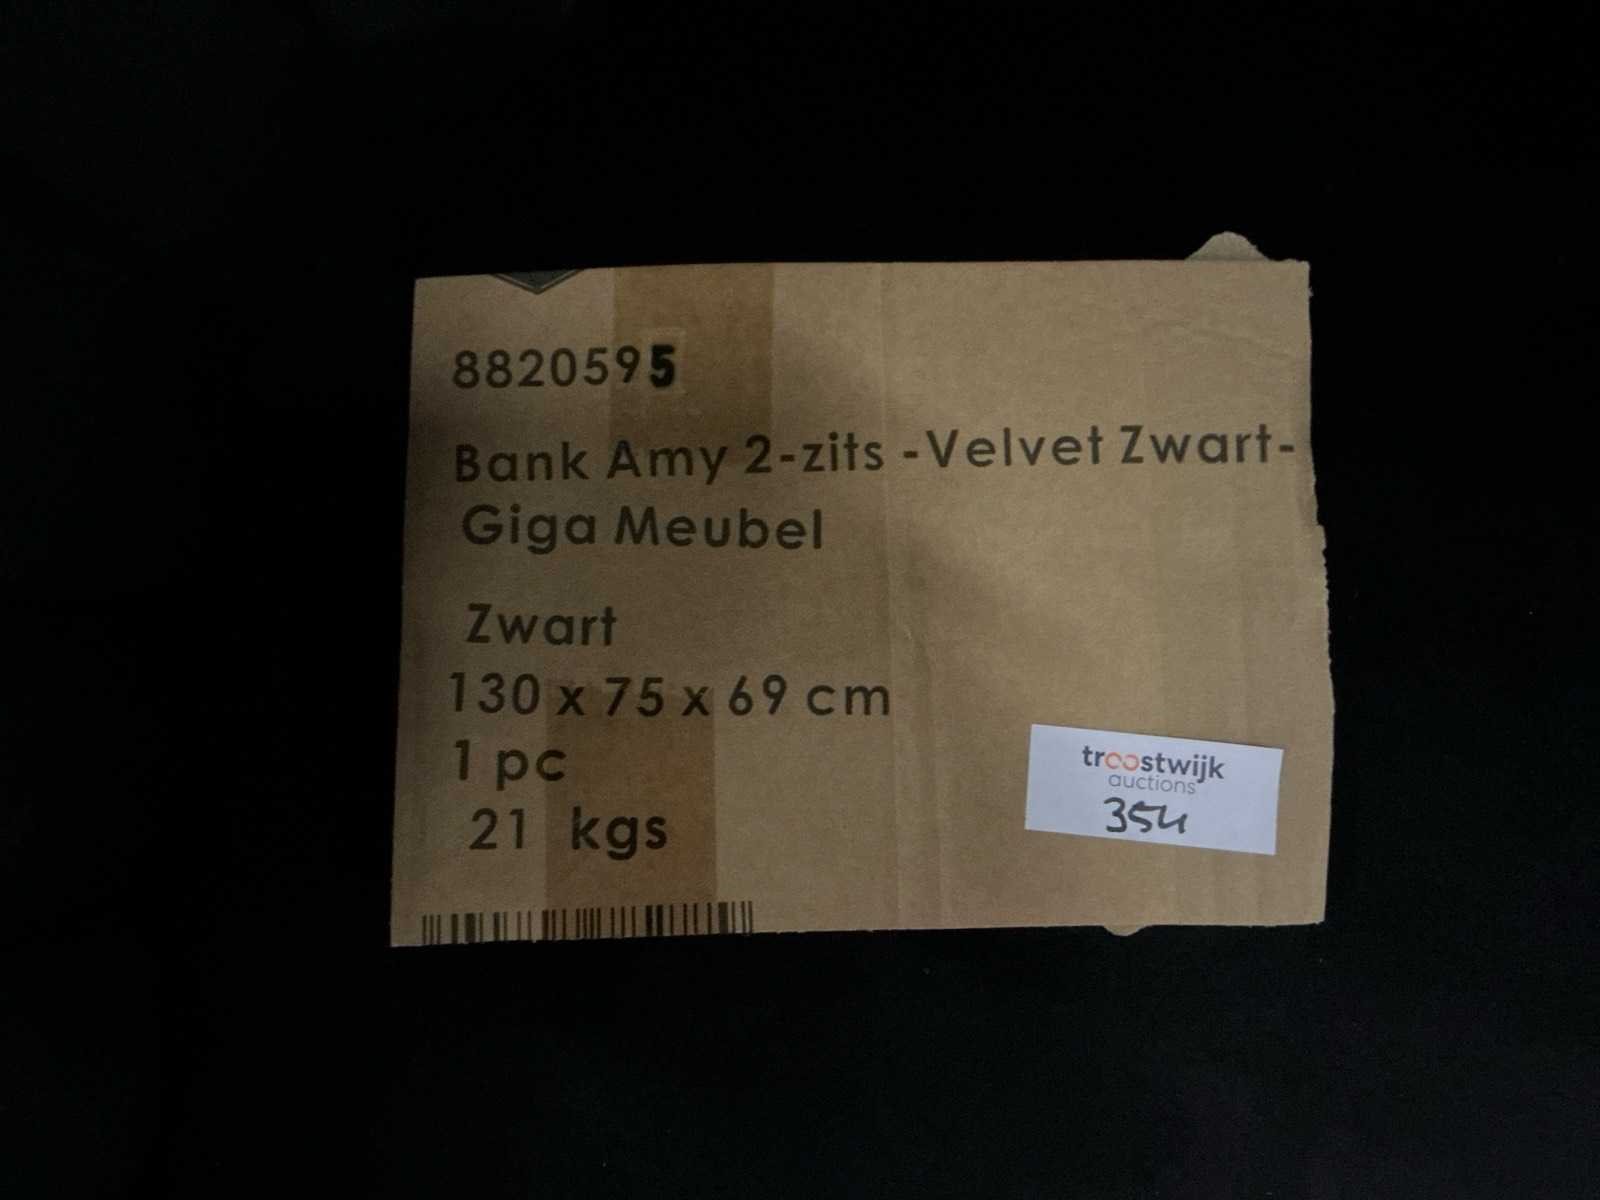 8820595
Bank Amy 2-zits -Velvet Zwart-
Giga Meubel
Zwart
130 x 75 x 69 cm
1 pc
21 kgs
troostwijk
auctions
354